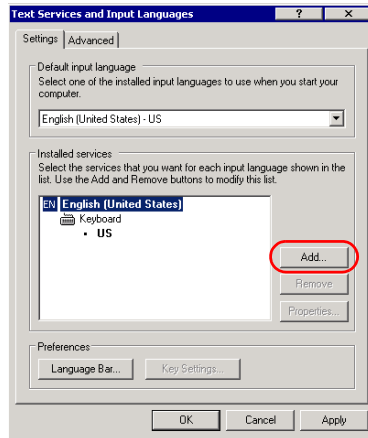 Text Services and Input Languages
Settings
Advanced
Default input language
Select one of the installed input languages to use when you start your
computer.
English (United States) - US
Installed services
Select the services that you want for each input language shown in the
list. Use the Add and Remove buttons to modify this list.
EN English (United States)
Keyboard
• US
Add...
Remove
Properties...
Preferences
Language Bar...
Key Settings...
OK
Cancel
Apply